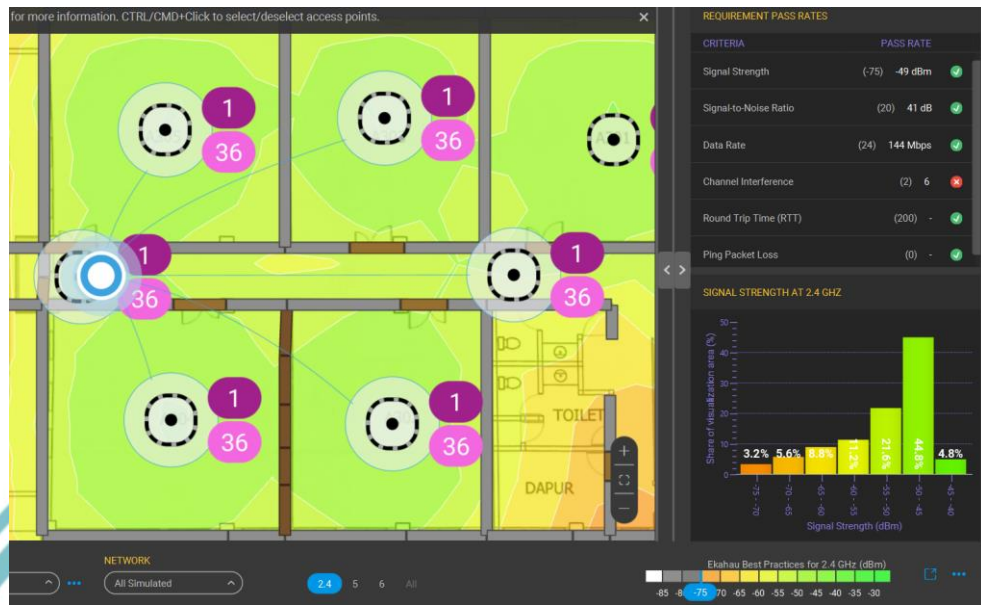 for more information. CTRL/CMD+Click to select/deselect access points.
×
REQUIREMENT PASS RATES
CRITERIA PASS RATE
Signal Strength (-75) -49 dBm
Signal-to-Noise Ratio (20) 41 dB
Data Rate (24) 144 Mbps
Channel Interference (2) 6
Round Trip Time (RTT) (200) -
Ping Packet Loss (0) -
1
36
1
36
1
36
1
36
1
36
1
36
TOILET
DAPUR
+
−
< >
SIGNAL STRENGTH AT 2.4 GHZ
Share of visualization area (%)
50
40
30
20
10
0
3.2% 5.6% 8.8% 11.2% 21.6% 44.8% 4.8%
-75 - -70
-70 - -65
-65 - -60
-60 - -55
-55 - -50
-50 - -45
-45 - -40
Signal Strength (dBm)
NETWORK
All Simulated
2.4 5 6 All
Ekahau Best Practices for 2.4 GHz (dBm)
-85 -8 -75 70 -65 -60 -55 -50 -45 -40 -35 -30